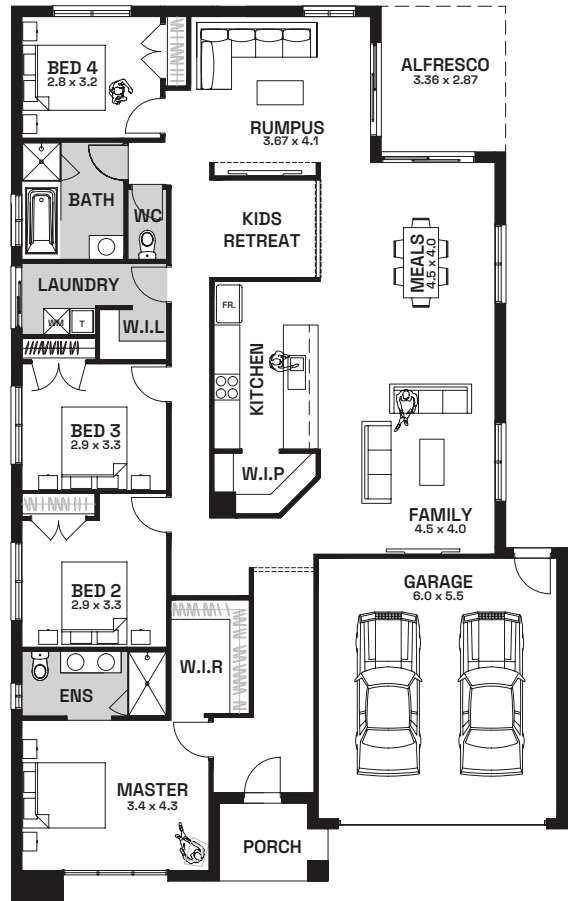 BED 4
2.8 x 3.2
RUMPUS
3.67 x 4.1
ALFRESCO
3.36 x 2.87
BATH
WC
KIDS
RETREAT
MEALS
4.5 x 4.0
LAUNDRY
WM
T
W.I.L
FR.
KITCHEN
BED 3
2.9 x 3.3
W.I.P
FAMILY
4.5 x 4.0
BED 2
2.9 x 3.3
GARAGE
6.0 x 5.5
W.I.R
ENS
MASTER
3.4 x 4.3
PORCH